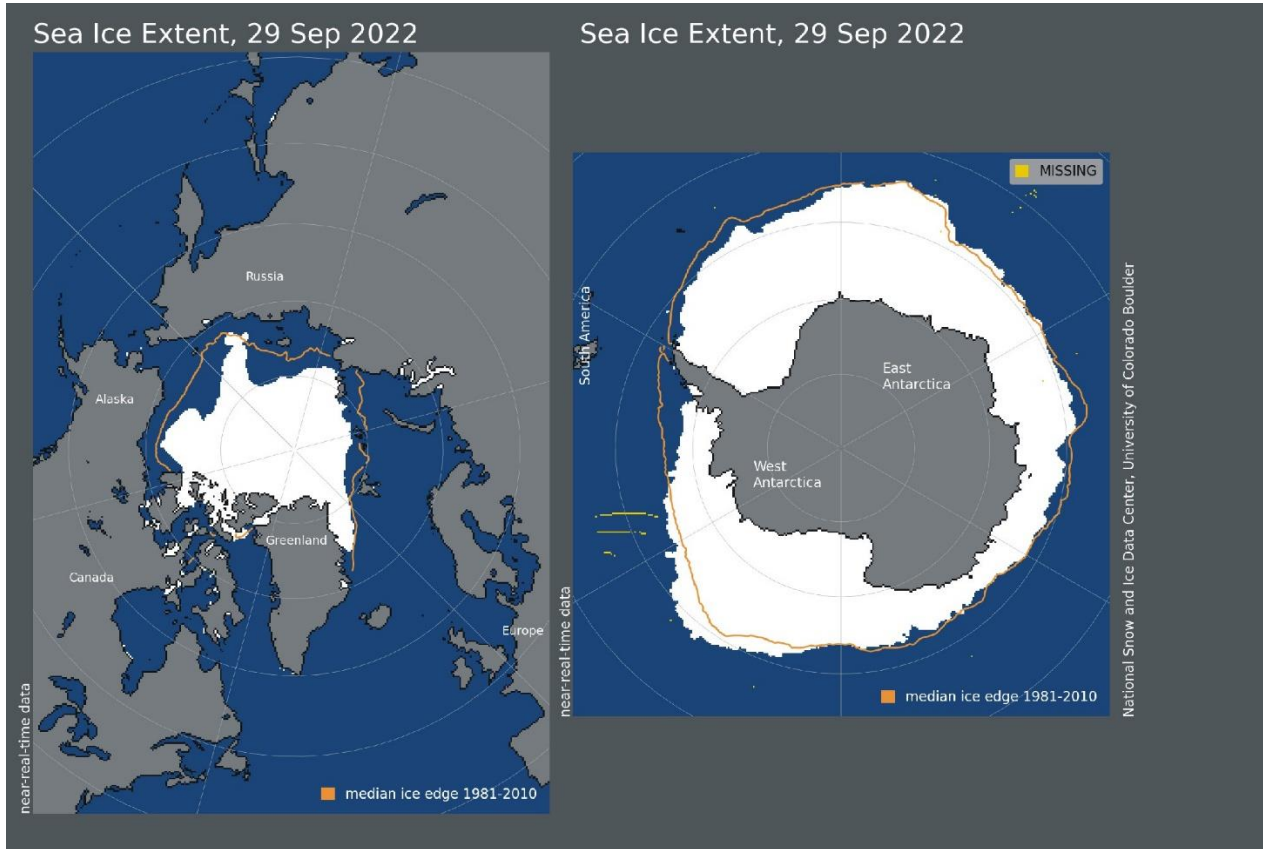 Sea Ice Extent, 29 Sep 2022
Russia
Alaska
Greenland
Canada
Europe
near-real-time data
median ice edge 1981-2010
Sea Ice Extent, 29 Sep 2022
MISSING
South America
East
Antarctica
West
Antarctica
near-real-time data
median ice edge 1981-2010
National Snow and Ice Data Center, University of Colorado Boulder